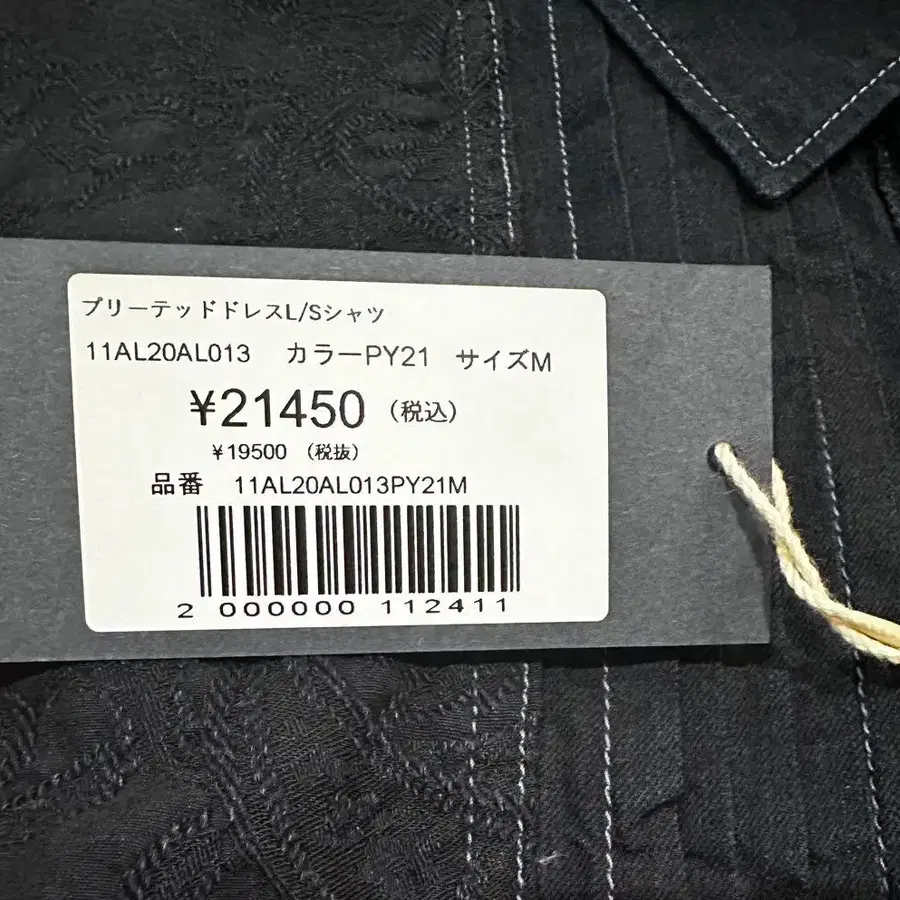 プリーテッドドレスL/Sシャツ
11AL20AL013 カラーPY21 サイズM
¥21450 (税込)
¥19500 (税抜)
品番 11AL20AL013PY21M
2 000000 112411